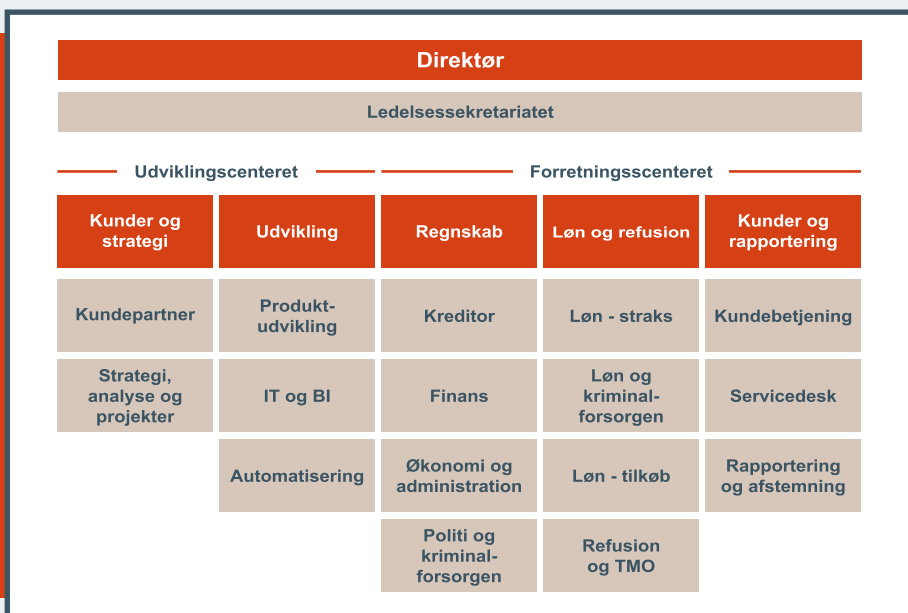 Direktør
Ledelsessekretariatet
Udviklingscenteret
Forretningsscenteret
Kunder og
strategi
Udvikling
Regnskab
Løn og refusion
Kunder og
rapportering
Kundepartner
Produkt-
udvikling
Kreditor
Løn - straks
Kundebetjening
Strategi,
analyse og
projekter
IT og BI
Finans
Løn og
kriminal-
forsorgen
Servicedesk
Automatisering
Økonomi og
administration
Løn - tilkøb
Rapportering
og afstemning
Politi og
kriminal-
forsorgen
Refusion
og TMO